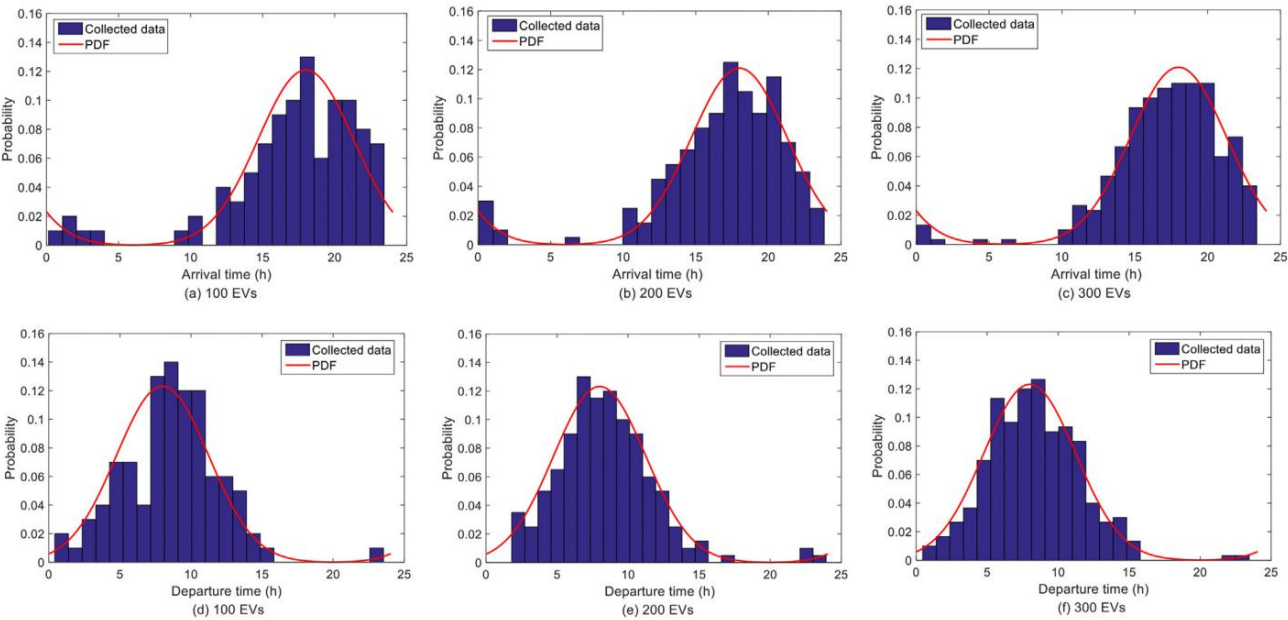 0.16
0.14
0.12
0.1
0.08
0.06
0.04
0.02
0
Probability
Collected data
PDF
0 5 10 15 20 25
Arrival time (h)
(a) 100 EVs
0.16
0.14
0.12
0.1
0.08
0.06
0.04
0.02
0
Probability
Collected data
PDF
0 5 10 15 20 25
Arrival time (h)
(b) 200 EVs
0.16
0.14
0.12
0.1
0.08
0.06
0.04
0.02
0
Probability
Collected data
PDF
0 5 10 15 20 25
Arrival time (h)
(c) 300 EVs
0.16
0.14
0.12
0.1
0.08
0.06
0.04
0.02
0
Probability
Collected data
PDF
0 5 10 15 20 25
Departure time (h)
(d) 100 EVs
0.16
0.14
0.12
0.1
0.08
0.06
0.04
0.02
0
Probability
Collected data
PDF
0 5 10 15 20 25
Departure time (h)
(e) 200 EVs
0.16
0.14
0.12
0.1
0.08
0.06
0.04
0.02
0
Probability
Collected data
PDF
0 5 10 15 20 25
Departure time (h)
(f) 300 EVs